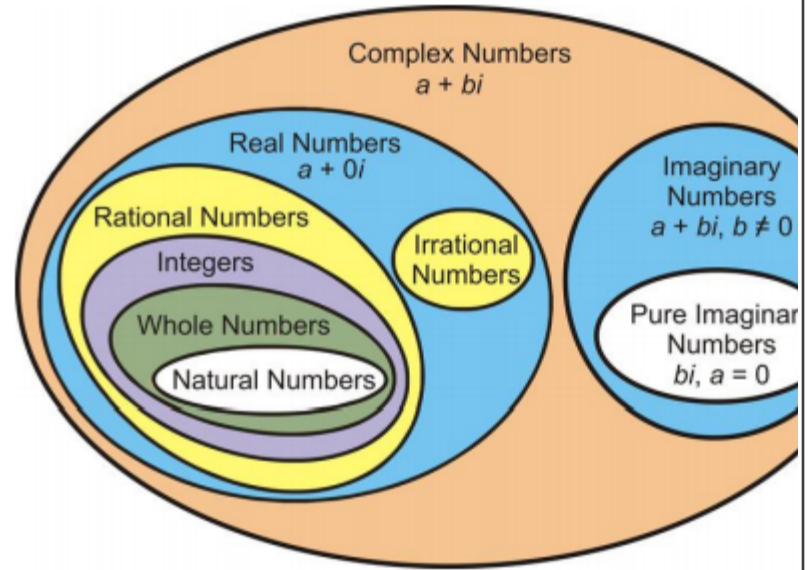 Complex Numbers
a + bi
Real Numbers
a + 0i
Rational Numbers
Integers
Whole Numbers
Natural Numbers
Irrational
Numbers
Imaginary
Numbers
a + bi, b ≠ 0
Pure Imaginar
Numbers
bi, a = 0